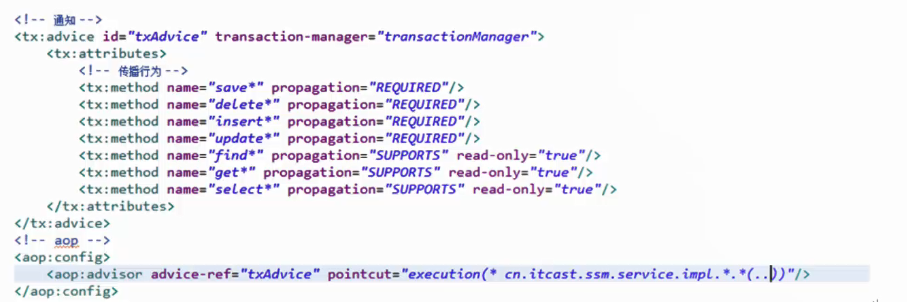 <!-- 通知 -->
<tx:advice id="txAdvice" transaction-manager="transactionManager">
<tx:attributes>
<!-- 传播行为 -->
<tx:method name="save*" propagation="REQUIRED"/>
<tx:method name="delete*" propagation="REQUIRED"/>
<tx:method name="insert*" propagation="REQUIRED"/>
<tx:method name="update*" propagation="REQUIRED"/>
<tx:method name="find*" propagation="SUPPORTS" read-only="true"/>
<tx:method name="get*" propagation="SUPPORTS" read-only="true"/>
<tx:method name="select*" propagation="SUPPORTS" read-only="true"/>
</tx:attributes>
</tx:advice>
<!-- aop -->
<aop:config>
<aop:advisor advice-ref="txAdvice" pointcut="execution(* cn.itcast.ssm.service.impl.*.*(..))"/>
</aop:config>